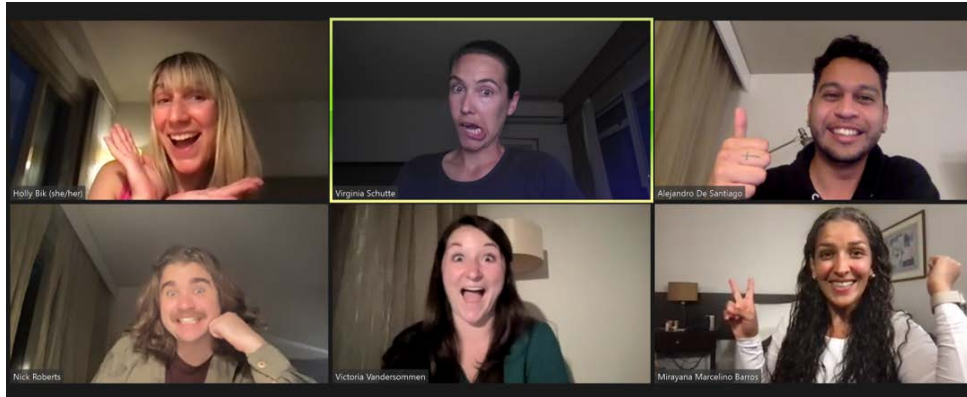 Holly Bik (she/her)
Virginia Schutte
Alejandro De Santiago
Nick Roberts
Victoria Vandersommen
Mirayana Marcelino Barros